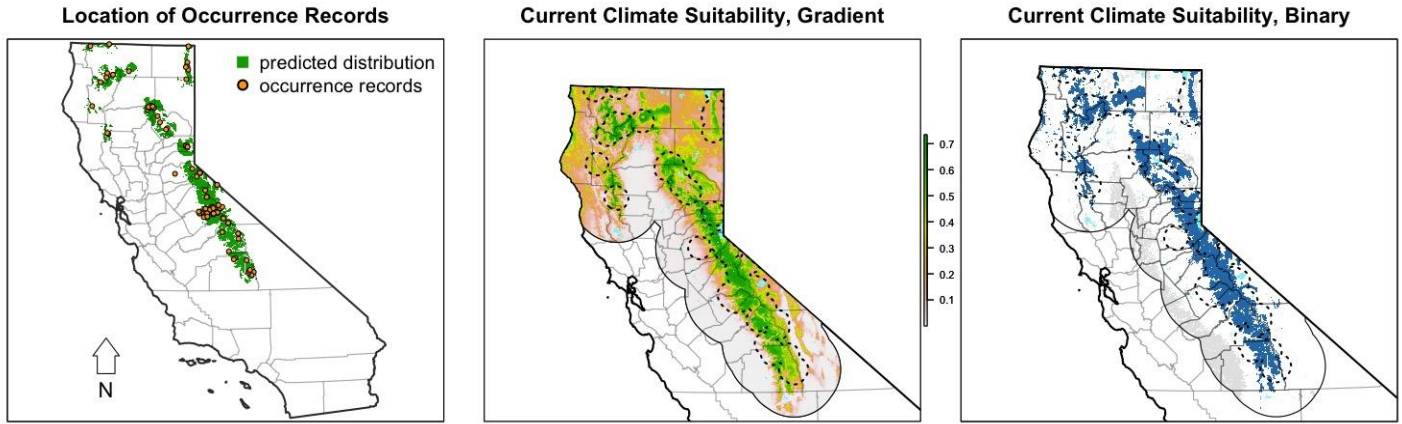 Location of Occurrence Records
predicted distribution
occurrence records
N
Current Climate Suitability, Gradient
0.7
0.6
0.5
0.4
0.3
0.2
0.1
Current Climate Suitability, Binary